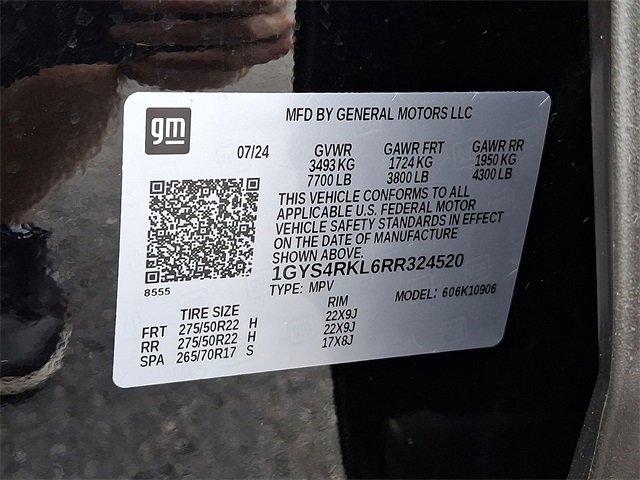 gm
MFD BY GENERAL MOTORS LLC
07/24 GVWR GAWR FRT GAWR RR
3493 KG 1724 KG 1950 KG
7700 LB 3800 LB 4300 LB
THIS VEHICLE CONFORMS TO ALL
APPLICABLE U.S. FEDERAL MOTOR
VEHICLE SAFETY STANDARDS IN EFFECT
ON THE DATE OF MANUFACTURE
SHOWN ABOVE.
1GYS4RKL6RR324520
8555
TYPE: MPV MODEL: 606K10906
TIRE SIZE RIM
FRT 275/50R22 H 22X9J
RR 275/50R22 H 22X9J
SPA 265/70R17 S 17X8J